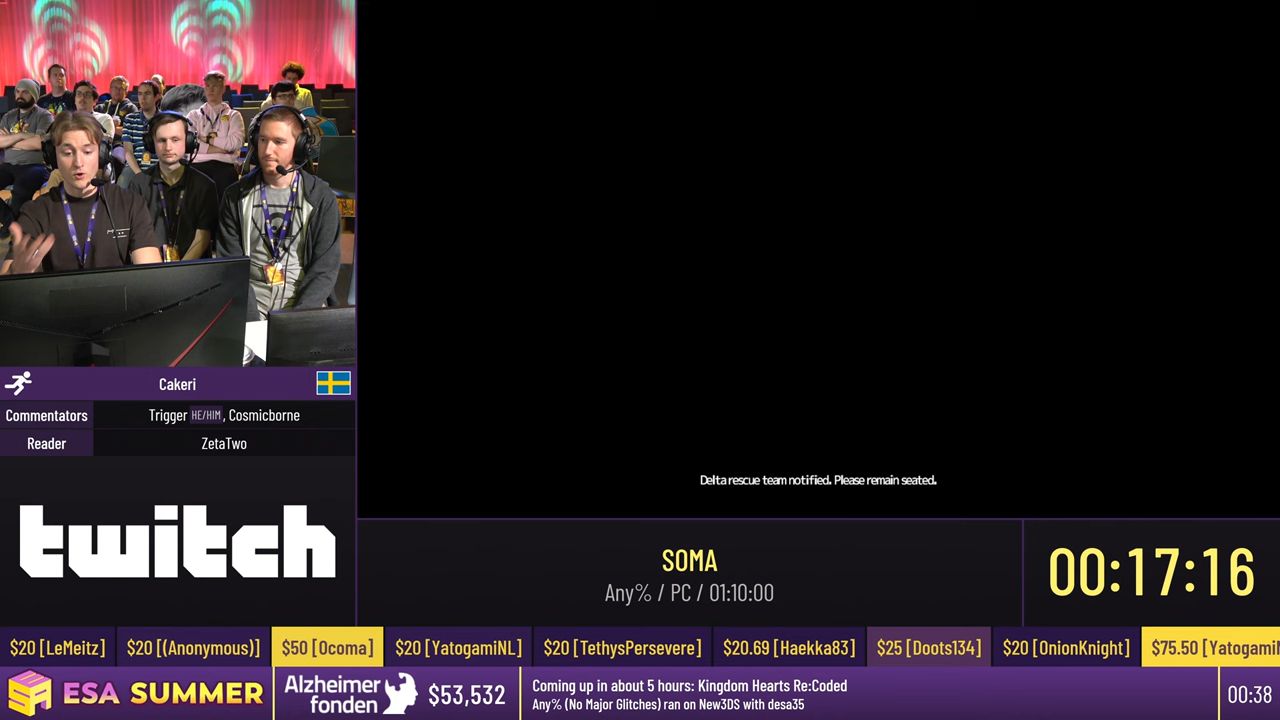 Delta rescue team notified. Please remain seated.
Cakeri
Commentators
Trigger HE/HIM, Cosmicborne
Reader
ZetaTwo
twitch
SOMA
Any% / PC / 01:10:00
00:17:16
$20 [LeMeitz]
$20 [(Anonymous)]
$50 [Ocoma]
$20 [YatogamiNL]
$20 [TethysPersevere]
$20.69 [Haekka83]
$25 [Doots134]
$20 [OnionKnight]
$75.50 [Yatogami
ESA SUMMER
Alzheimer
fonden
$53,532
Coming up in about 5 hours: Kingdom Hearts Re:Coded
Any% (No Major Glitches) ran on New3DS with desa35
00:38